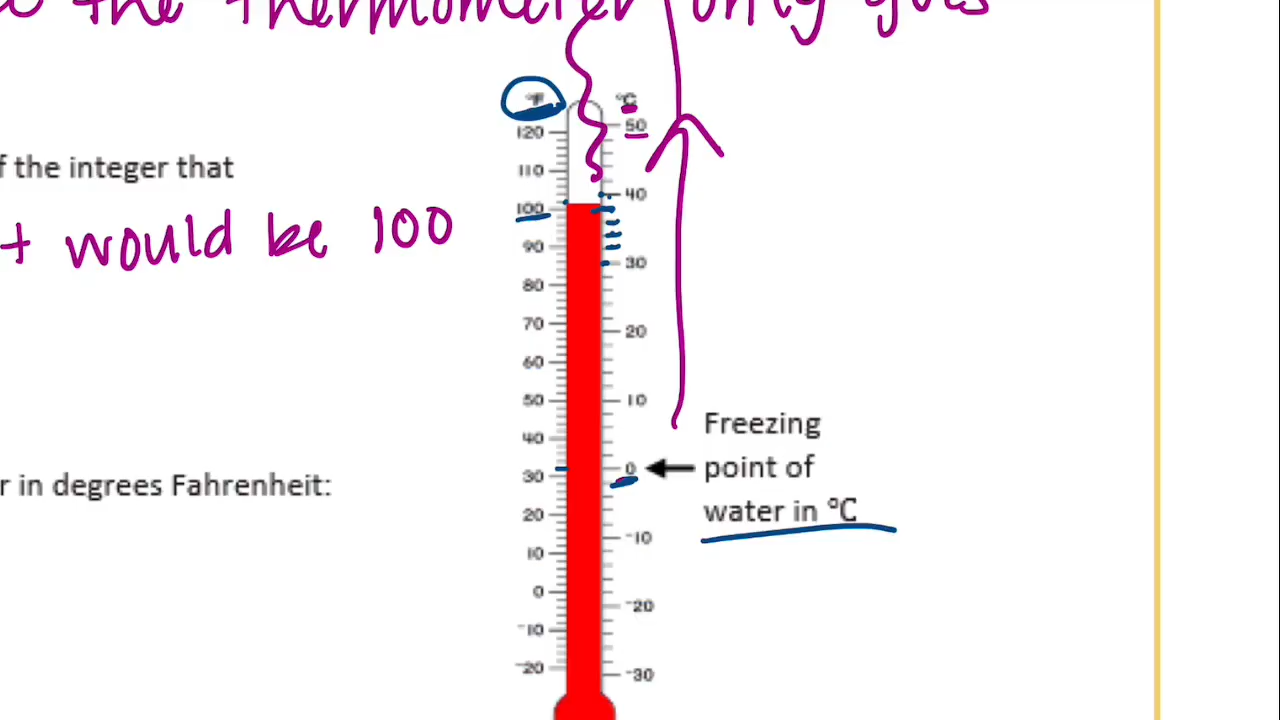 the thermometer only goes
°F °C
120 50
of the integer that
110
40
100
would be 100
90
30
80
70
20
60
50 10
Freezing
40
0 point of
30
r in degrees Fahrenheit:
water in °C
20
-10
10
0
-20
-10
-20
-30